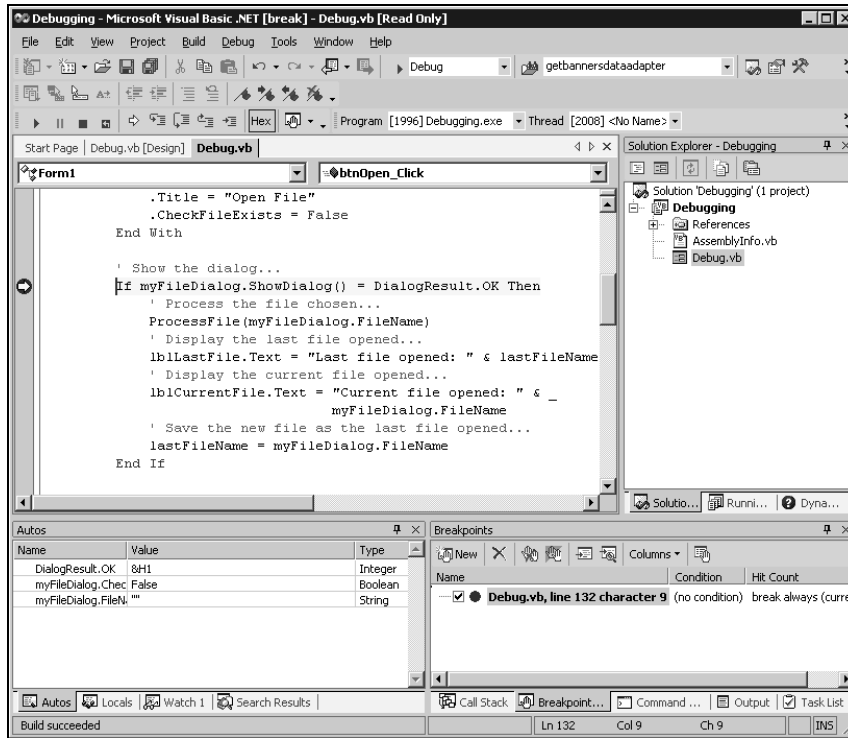 Debugging - Microsoft Visual Basic .NET [break] - Debug.vb [Read Only]
File Edit View Project Build Debug Tools Window Help
Debug getbannersdataadapter
Hex Program [1996] Debugging.exe Thread [2008] <No Name>
Start Page Debug.vb [Design] Debug.vb
Form1 btnOpen_Click
.Title = "Open File"
.CheckFileExists = False
End With
' Show the dialog...
If myFileDialog.ShowDialog() = DialogResult.OK Then
' Process the file chosen...
ProcessFile(myFileDialog.FileName)
' Display the last file opened...
lblLastFile.Text = "Last file opened: " & lastFileName
' Display the current file opened...
lblCurrentFile.Text = "Current file opened: " & _
myFileDialog.FileName
' Save the new file as the last file opened...
lastFileName = myFileDialog.FileName
End If
Solution Explorer - Debugging
Solution 'Debugging' (1 project)
Debugging
References
AssemblyInfo.vb
Debug.vb
Solutio... Runni... Dyna...
Autos
Name Value Type
DialogResult.OK &H1 Integer
myFileDialog.Chec False Boolean
myFileDialog.FileN "" String
Autos Locals Watch 1 Search Results
Breakpoints
New Columns
Name Condition Hit Count
Debug.vb, line 132 character 9 (no condition) break always (curre
Call Stack Breakpoint... Command ... Output Task List
Build succeeded Ln 132 Col 9 Ch 9 INS